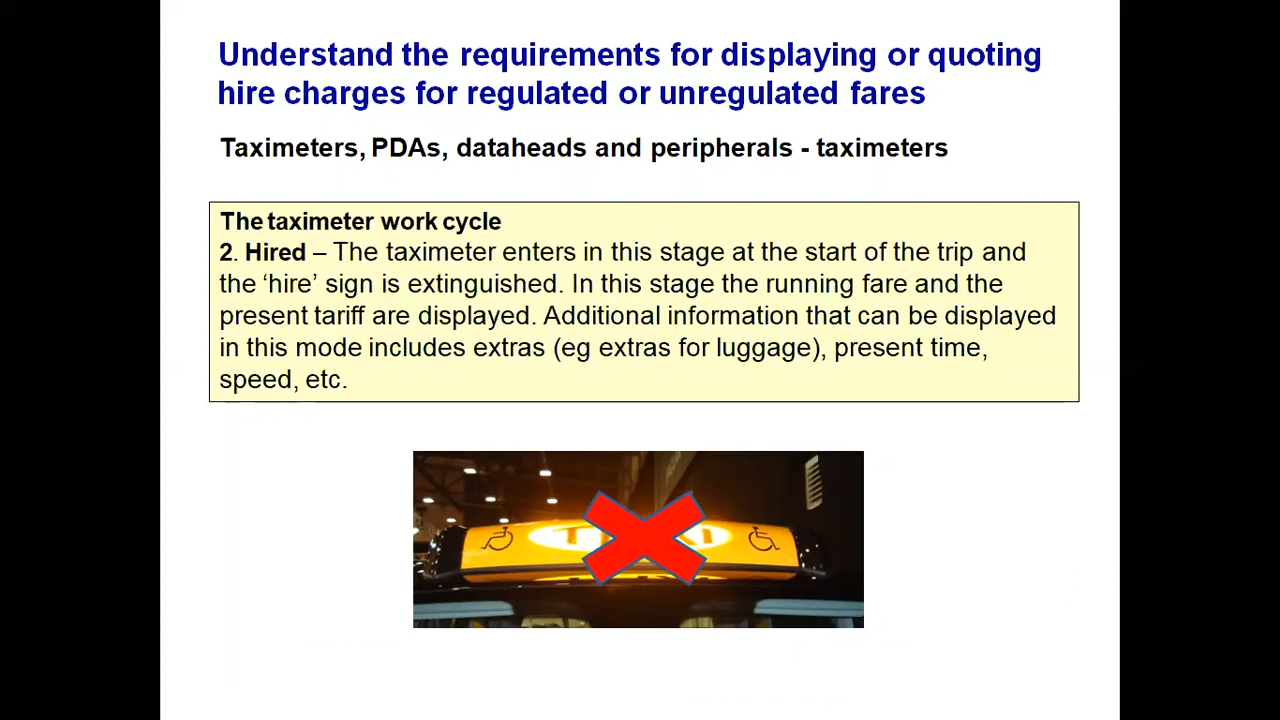 Understand the requirements for displaying or quoting
hire charges for regulated or unregulated fares
Taximeters, PDAs, dataheads and peripherals - taximeters
The taximeter work cycle
2. Hired – The taximeter enters in this stage at the start of the trip and
the ‘hire’ sign is extinguished. In this stage the running fare and the
present tariff are displayed. Additional information that can be displayed
in this mode includes extras (eg extras for luggage), present time,
speed, etc.